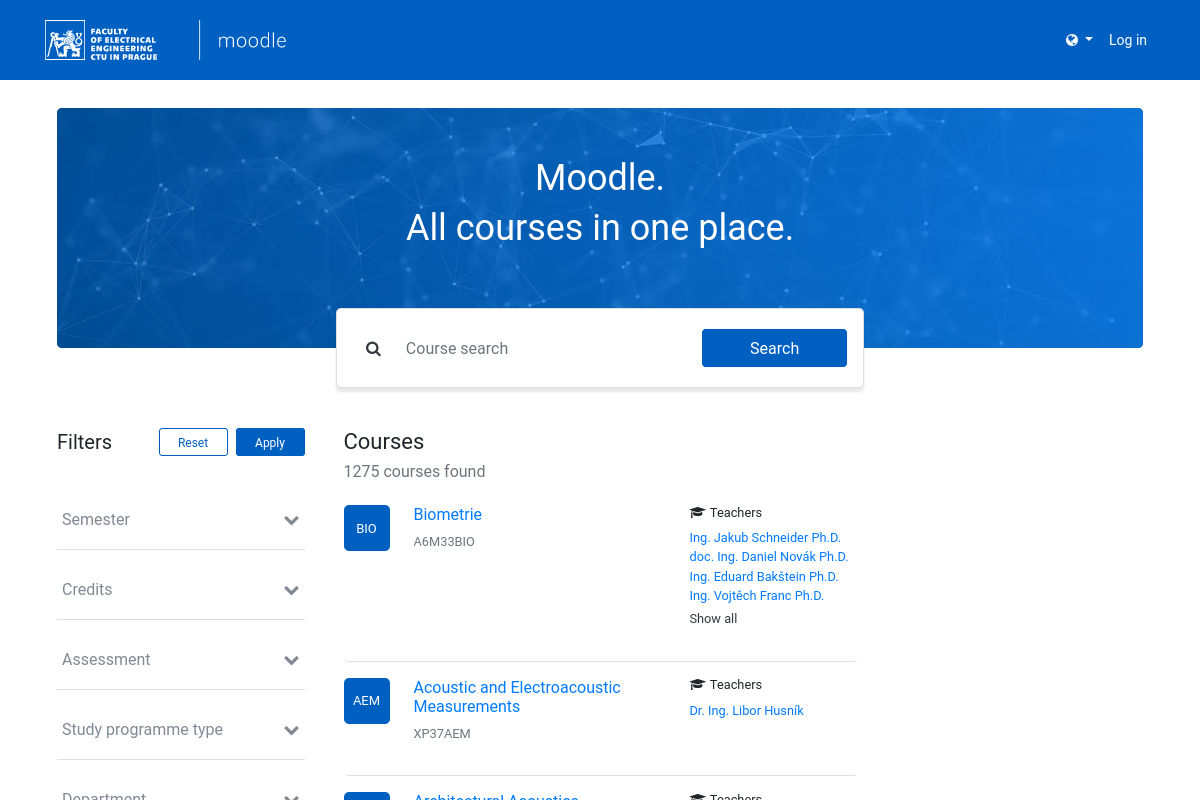 FACULTY
OF ELECTRICAL
ENGINEERING
CTU IN PRAGUE
moodle
Log in
Moodle.
All courses in one place.
Course search
Search
Filters
Reset
Apply
Semester
Credits
Assessment
Study programme type
Department
Courses
1275 courses found
BIO
Biometrie
A6M33BIO
Teachers
Ing. Jakub Schneider Ph.D.
doc. Ing. Daniel Novák Ph.D.
Ing. Eduard Bakštein Ph.D.
Ing. Vojtěch Franc Ph.D.
Show all
AEM
Acoustic and Electroacoustic
Measurements
XP37AEM
Teachers
Dr. Ing. Libor Husník
Architectural Acoustics
Teachers